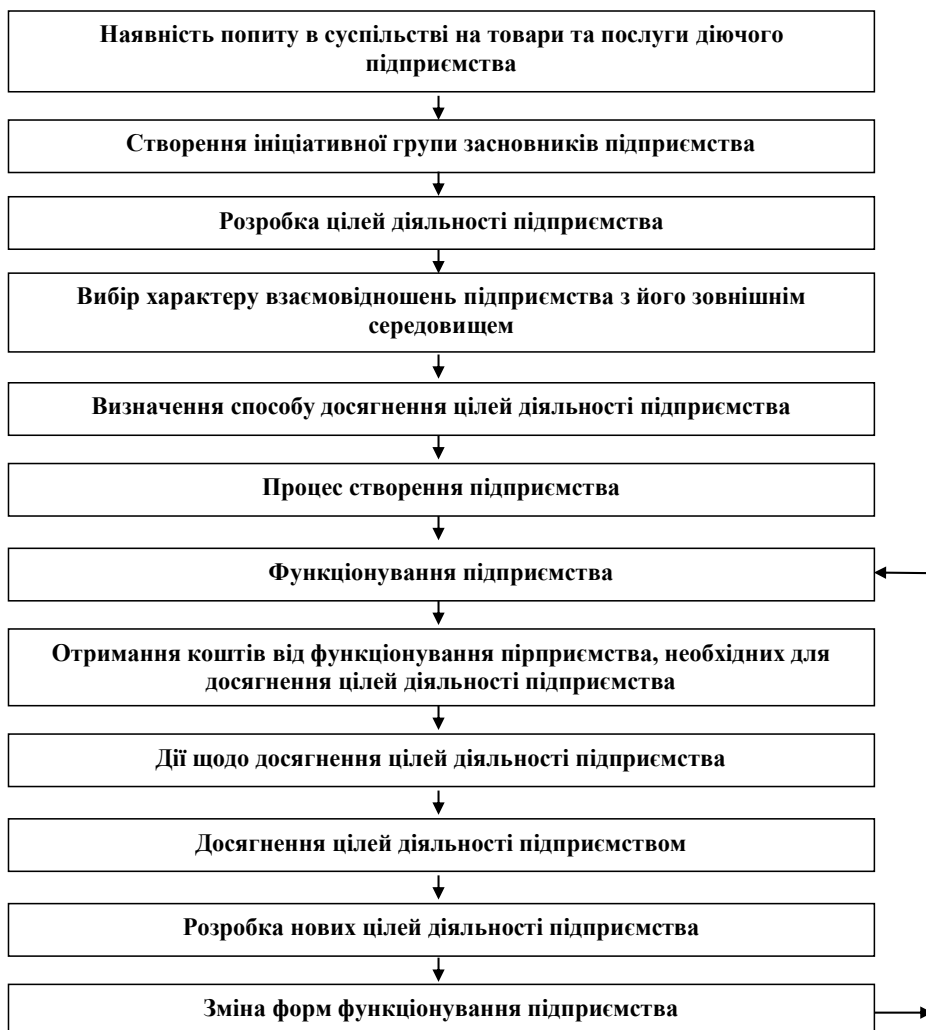 Наявність попиту в суспільстві на товари та послуги діючого
підприємства
Створення ініціативної групи засновників підприємства
Розробка цілей діяльності підприємства
Вибір характеру взаємовідношень підприємства з його зовнішнім
середовищем
Визначення способу досягнення цілей діяльності підприємства
Процес створення підприємства
Функціонування підприємства
Отримання коштів від функціонування пірприємства, необхідних для
досягнення цілей діяльності підприємства
Дії щодо досягнення цілей діяльності підприємства
Досягнення цілей діяльності підприємством
Розробка нових цілей діяльності підприємства
Зміна форм функціонування підприємства